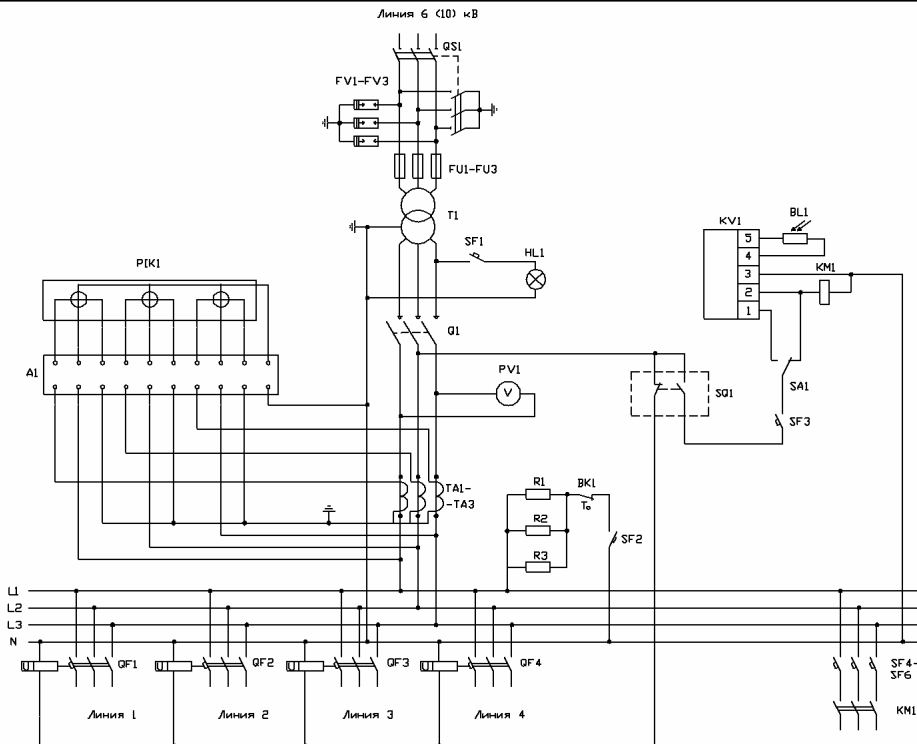 Линия 6 (10) кВ
QS1
FV1-FV3
FU1-FU3
T1
SF1
HL1
KV1
BL1
5
4
3
2
1
KM1
PIK1
A1
Q1
PV1
V
SQ1
SA1
SF3
TA1-
-TA3
R1
R2
R3
BK1
T°
SF2
L1
L2
L3
N
QF1
QF2
QF3
QF4
SF4-
SF6
KM1
Линия 1
Линия 2
Линия 3
Линия 4